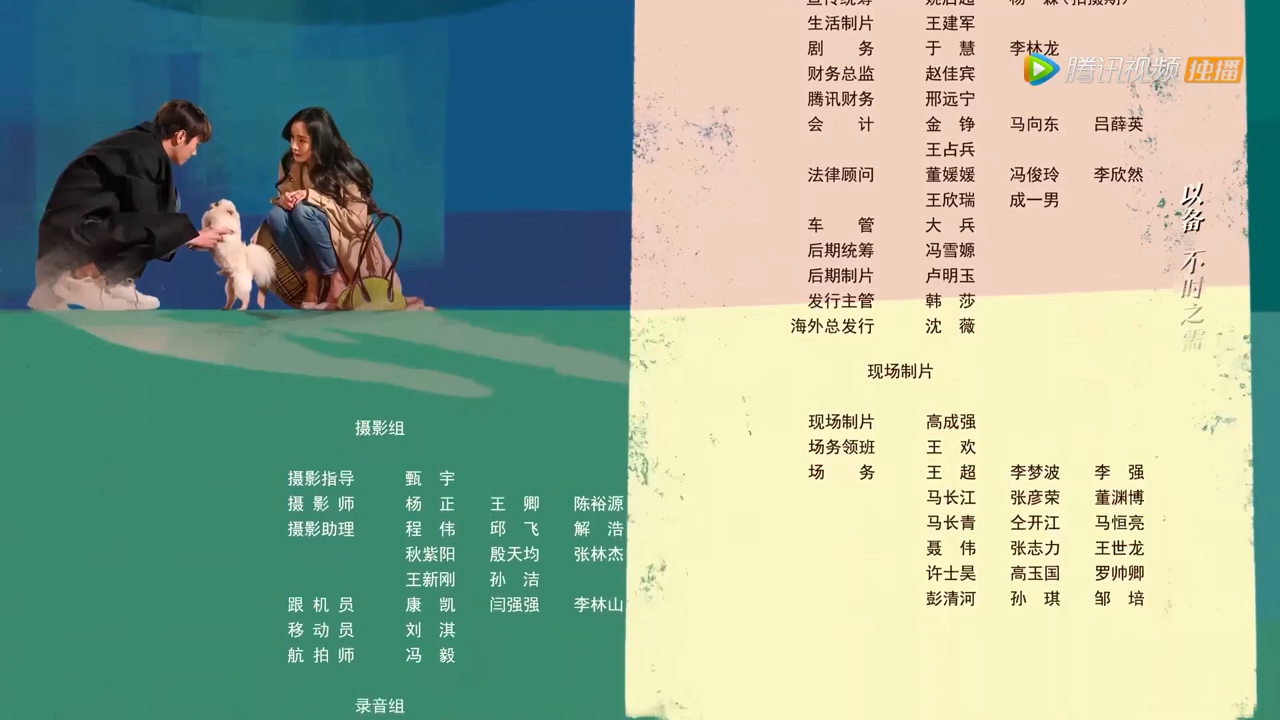 生活制片 王建军
剧 务 于 慧 李林龙
财务总监 赵佳宾
腾讯财务 邢远宁
会 计 金 铮 马向东 吕薛英
王占兵
法律顾问 董媛媛 冯俊玲 李欣然
王欣瑞 成一男
车 管 大 兵
后期统筹 冯雪嫄
后期制片 卢明玉
发行主管 韩 莎
海外总发行 沈 薇
现场制片
现场制片 高成强
场务领班 王 欢
场 务 王 超 李梦波 李 强
马长江 张彦荣 董渊博
马长青 仝开江 马恒亮
聂 伟 张志力 王世龙
许士昊 高玉国 罗帅卿
彭清河 孙 琪 邹 培
腾讯视频 独播
以备 不时之需
摄影组
摄影指导 甄 宇
摄 影 师 杨 正 王 卿 陈裕源
摄影助理 程 伟 邱 飞 解 浩
秋紫阳 殷天均 张林杰
王新刚 孙 洁
跟 机 员 康 凯 闫强强 李林山
移 动 员 刘 淇
航 拍 师 冯 毅
录音组